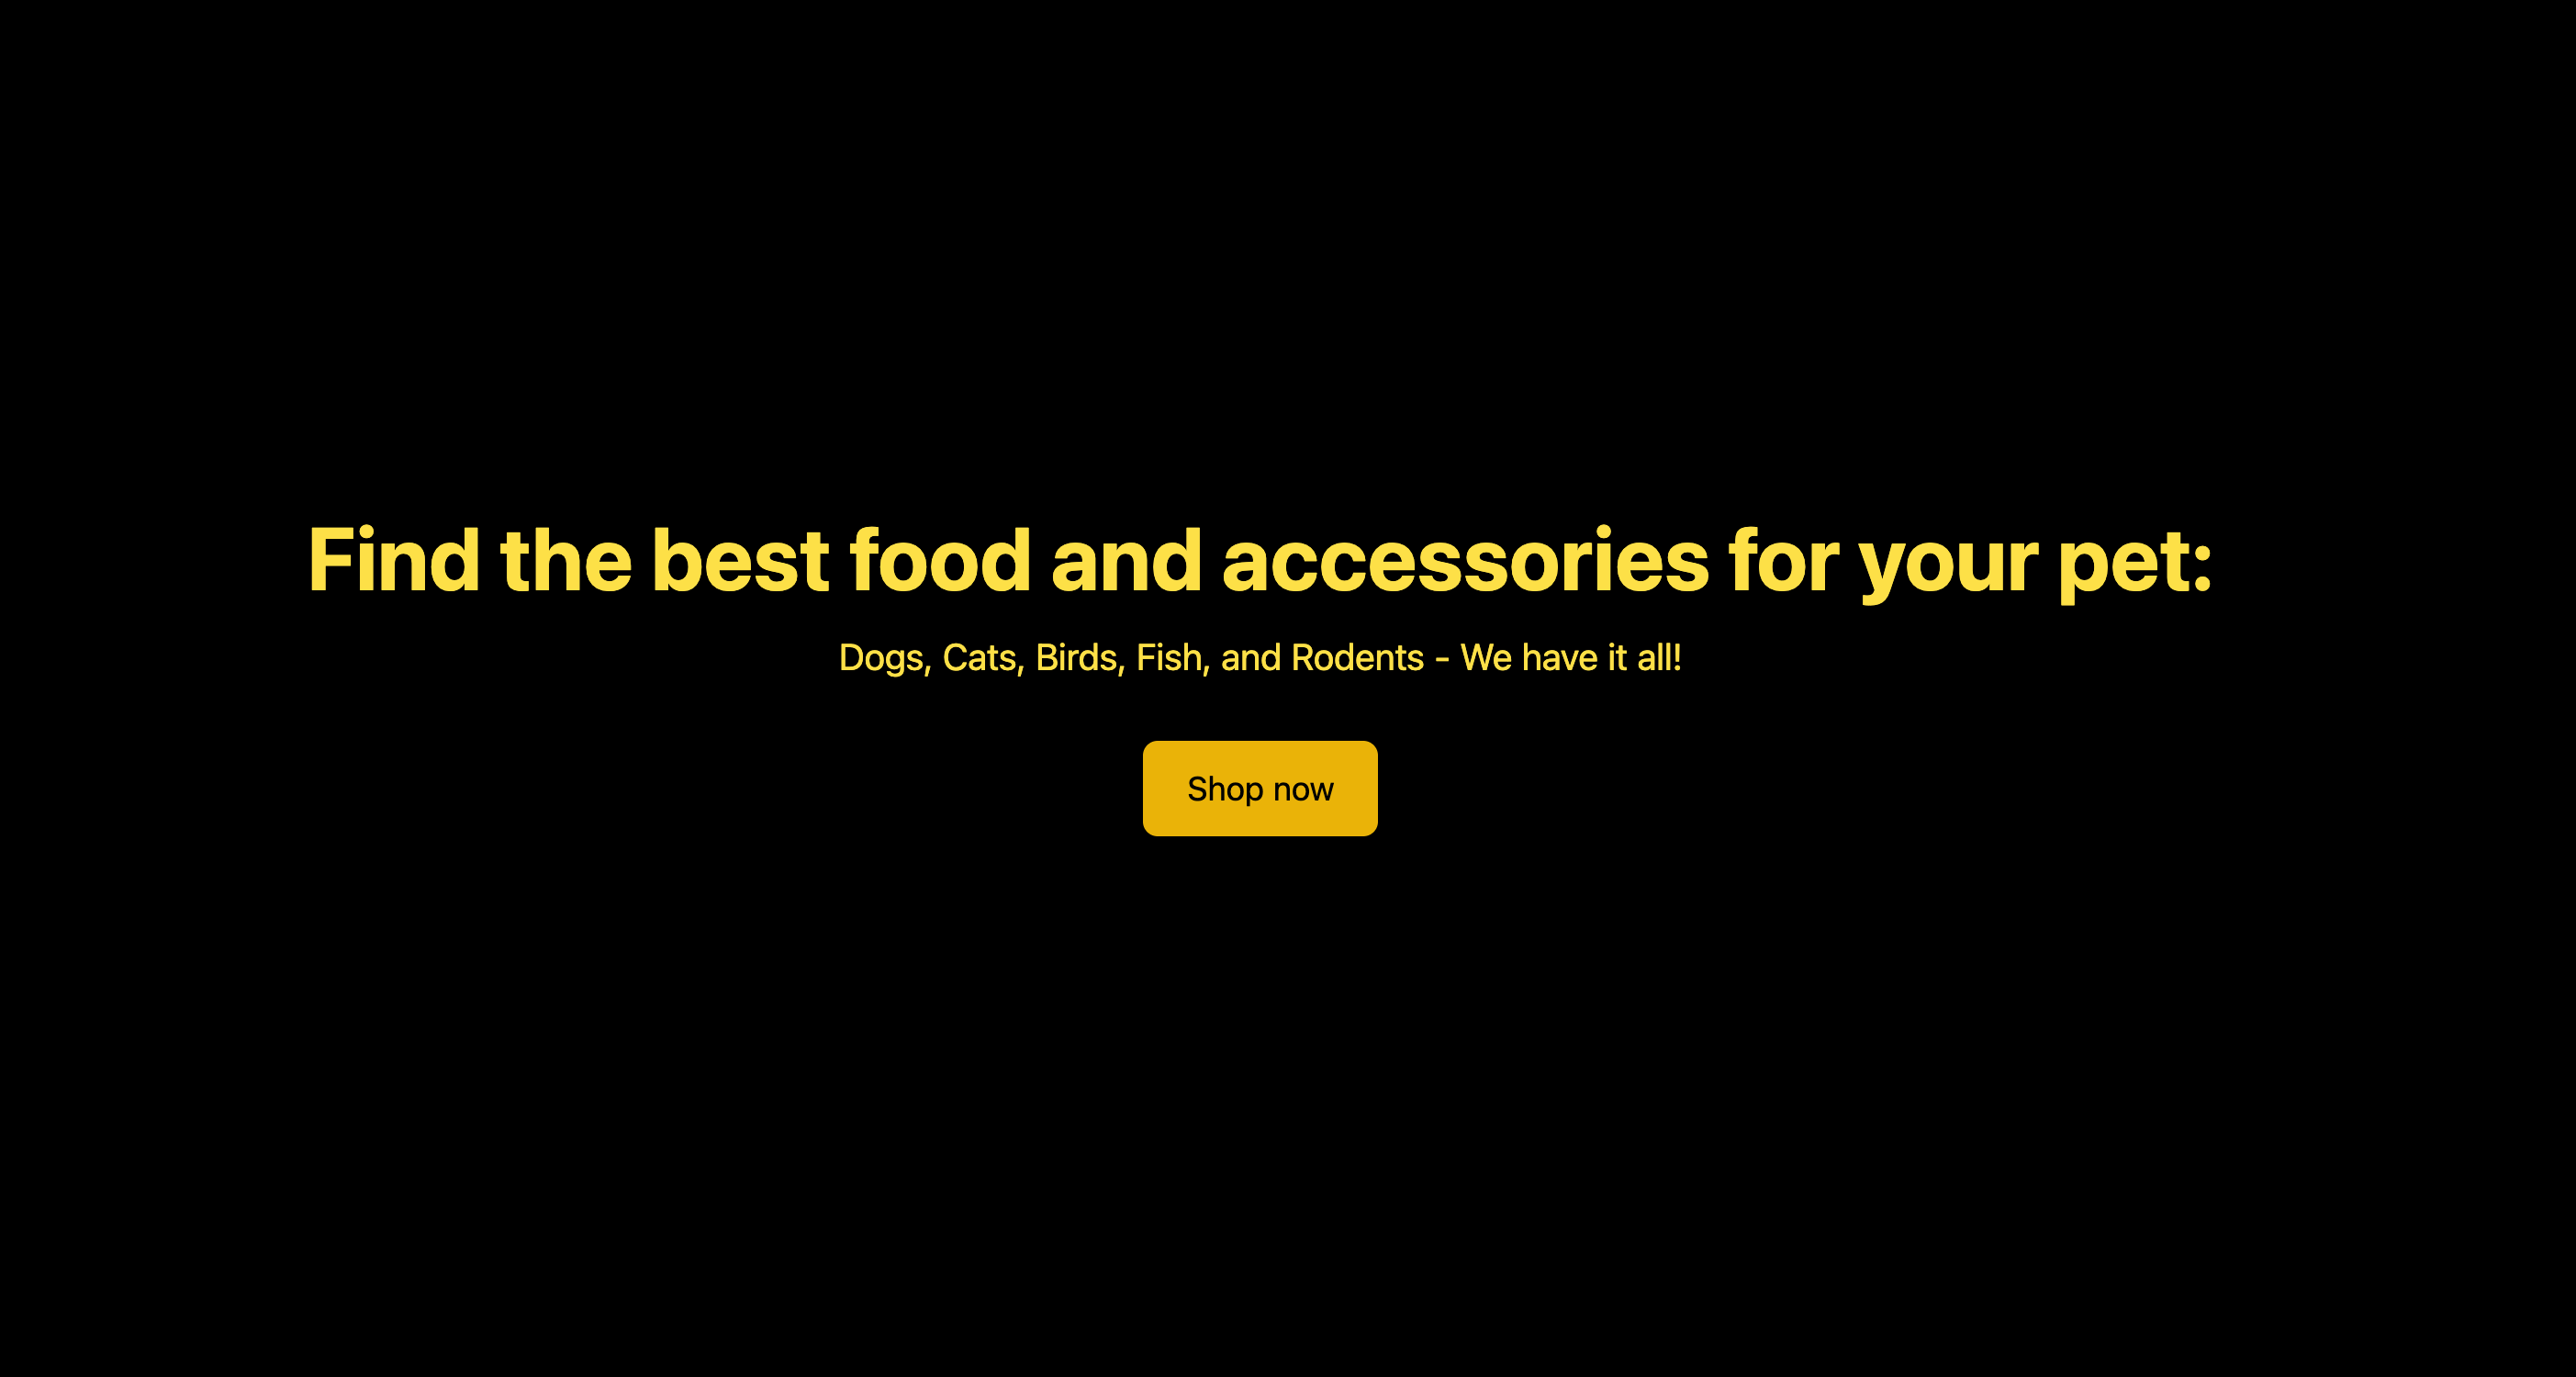 Find the best food and accessories for your pet:
Dogs, Cats, Birds, Fish, and Rodents - We have it all!
Shop now